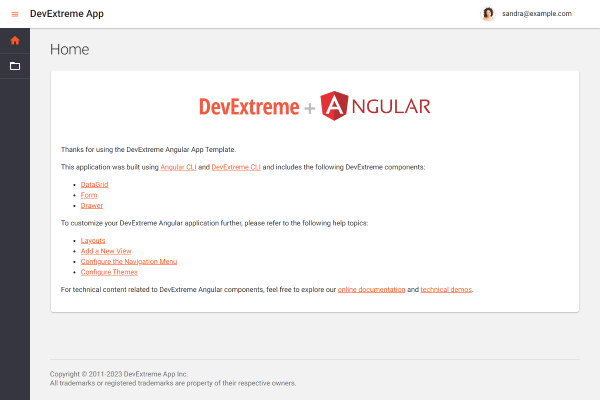 DevExtreme App
sandra@example.com
Home
DevExtreme + ANGULAR
Thanks for using the DevExtreme Angular App Template.
This application was built using Angular CLI and DevExtreme CLI and includes the following DevExtreme components:
DataGrid
Form
Drawer
To customize your DevExtreme Angular application further, please refer to the following help topics:
Layouts
Add a New View
Configure the Navigation Menu
Configure Themes
For technical content related to DevExtreme Angular components, feel free to explore our online documentation and technical demos.
Copyright © 2011-2023 DevExtreme App Inc.
All trademarks or registered trademarks are property of their respective owners.